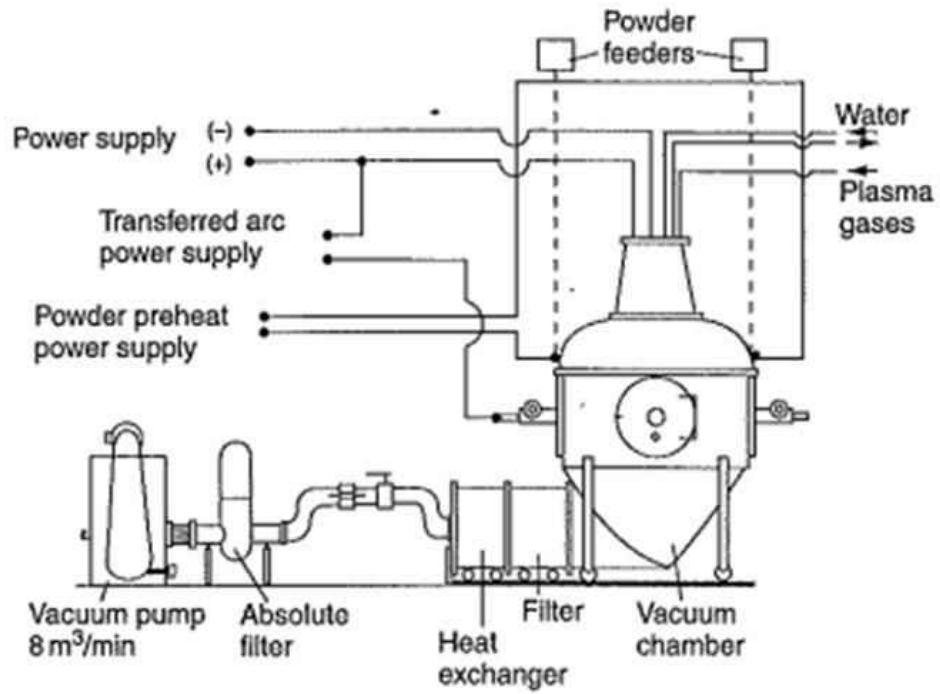 Powder
feeders
Water
Power supply (−)
(+)
Plasma
gases
Transferred arc
power supply
Powder preheat
power supply
Vacuum pump
8 m³/min
Absolute
filter
Heat
exchanger
Filter
Vacuum
chamber